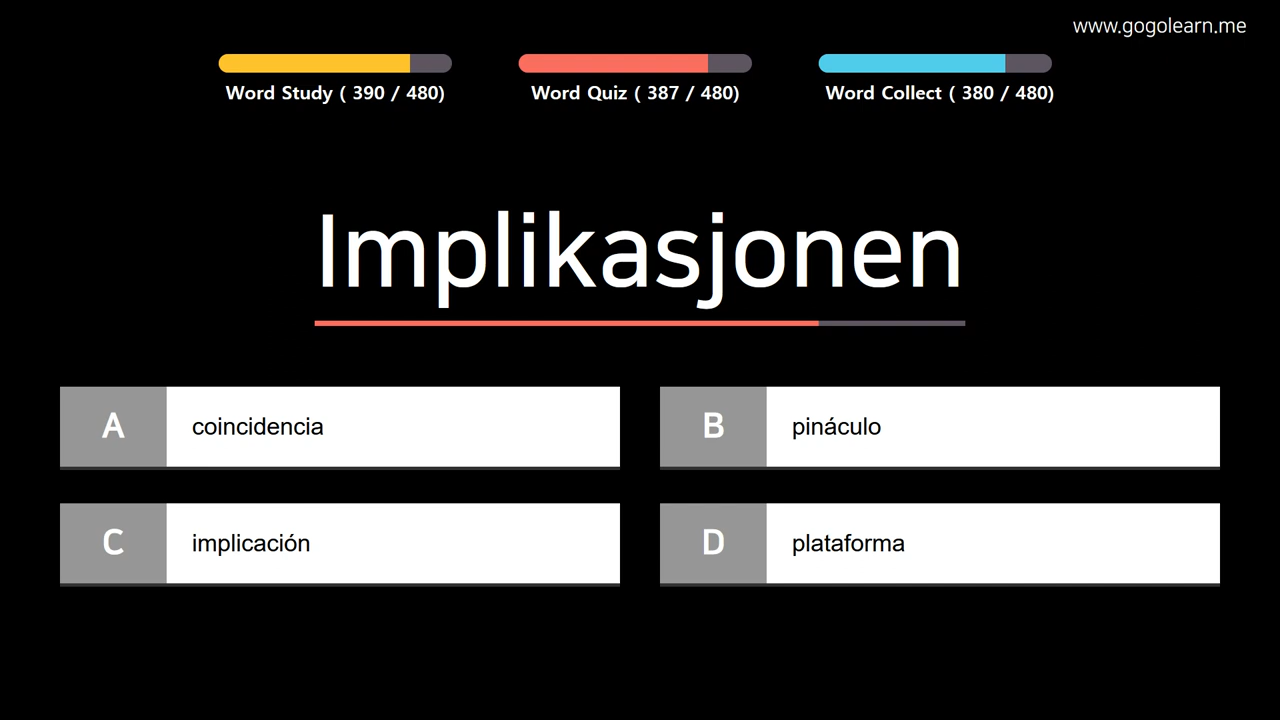 www.gogolearn.me
Word Study ( 390 / 480)
Word Quiz ( 387 / 480)
Word Collect ( 380 / 480)
Implikasjonen
A coincidencia
B pináculo
C implicación
D plataforma